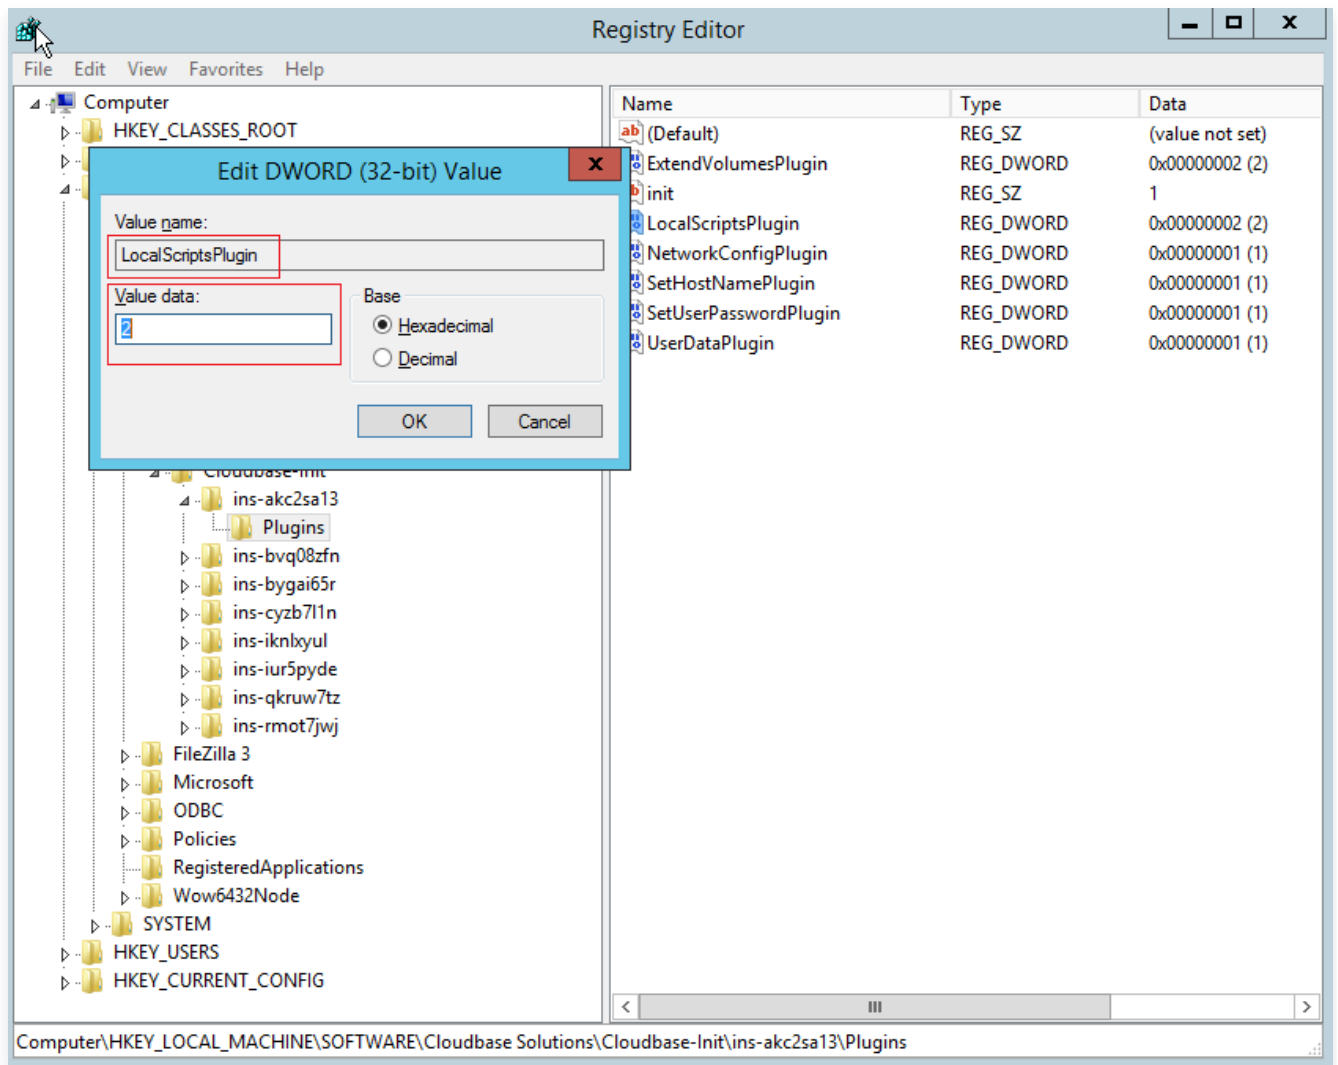 Registry Editor
File Edit View Favorites Help
Computer
HKEY_CLASSES_ROOT
Edit DWORD (32-bit) Value
Value name:
LocalScriptsPlugin
Value data:
2
Base
Hexadecimal
Decimal
OK Cancel
Cloudbase-Init
ins-akc2sa13
Plugins
ins-bvq08zfn
ins-bygai65r
ins-cyzb7l1n
ins-iknlxyul
ins-iur5pyde
ins-qkruw7tz
ins-rmot7jwj
FileZilla 3
Microsoft
ODBC
Policies
RegisteredApplications
Wow6432Node
SYSTEM
HKEY_USERS
HKEY_CURRENT_CONFIG
Name Type Data
(Default) REG_SZ (value not set)
ExtendVolumesPlugin REG_DWORD 0x00000002 (2)
init REG_SZ 1
LocalScriptsPlugin REG_DWORD 0x00000002 (2)
NetworkConfigPlugin REG_DWORD 0x00000001 (1)
SetHostNamePlugin REG_DWORD 0x00000001 (1)
SetUserPasswordPlugin REG_DWORD 0x00000001 (1)
UserDataPlugin REG_DWORD 0x00000001 (1)
Computer\HKEY_LOCAL_MACHINE\SOFTWARE\Cloudbase Solutions\Cloudbase-Init\ins-akc2sa13\Plugins